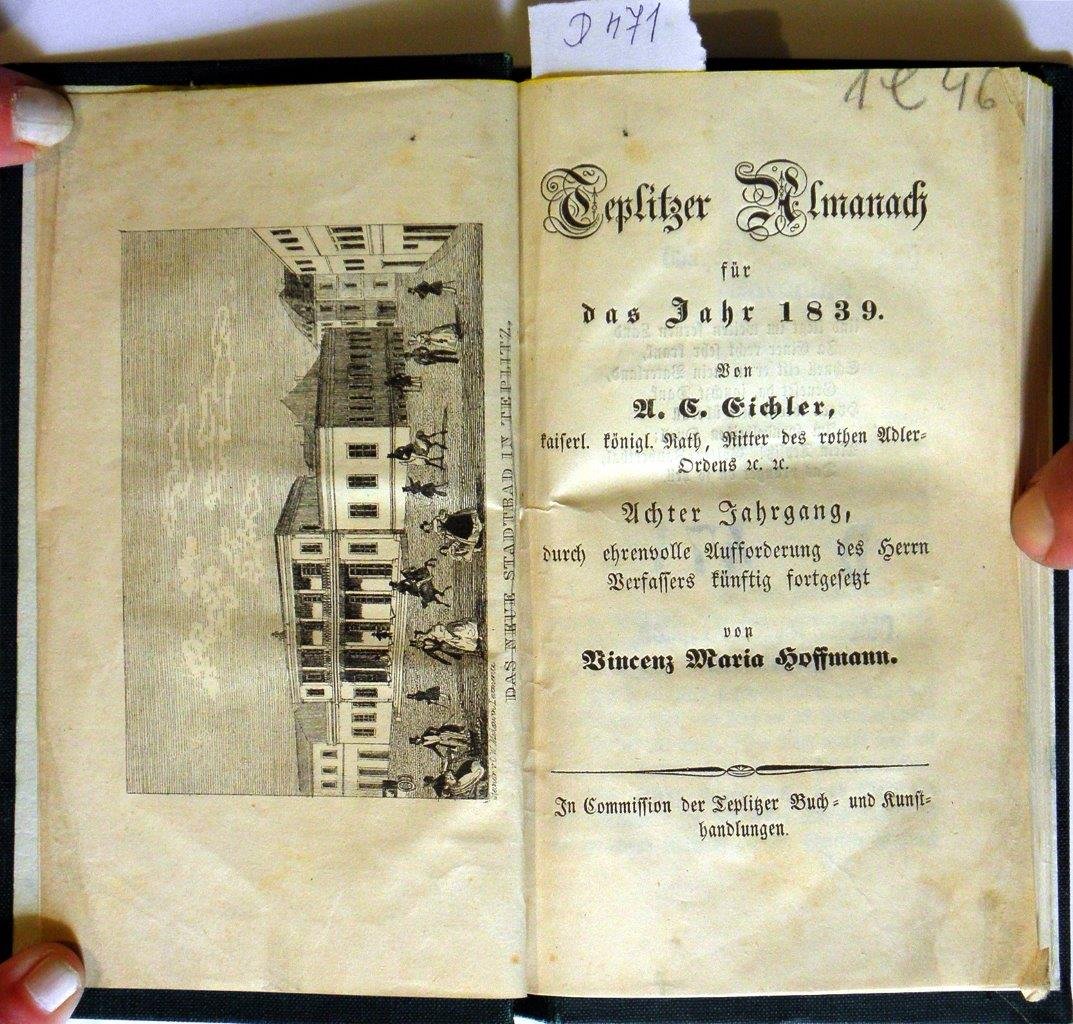 D 471
1 46
DAS NEUE STADTBAD IN TEPLITZ.
Teplitzer Almanach
für
das Jahr 1839.
Von
A. C. Eichler,
kaiserl. königl. Rath, Ritter des rothen Adler-
Ordens ꝛc. ꝛc.
Achter Jahrgang,
durch ehrenvolle Aufforderung des Herrn
Verfassers künftig fortgesetzt
von
Vincenz Maria Hoffmann.
In Commission der Teplitzer Buch- und Kunst-
handlungen.